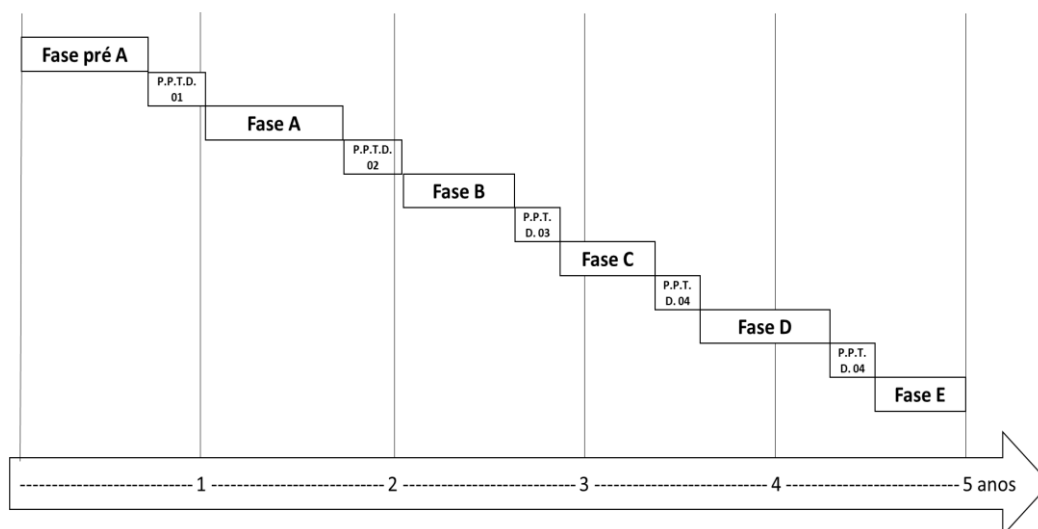 Fase pré A
P.P.T.D.
01
Fase A
P.P.T.D.
02
Fase B
P.P.T.
D. 03
Fase C
P.P.T.
D. 04
Fase D
P.P.T.
D. 04
Fase E
------------------------- 1 -------------------------- 2 -------------------------- 3 -------------------------- 4 ------------------------- 5 anos